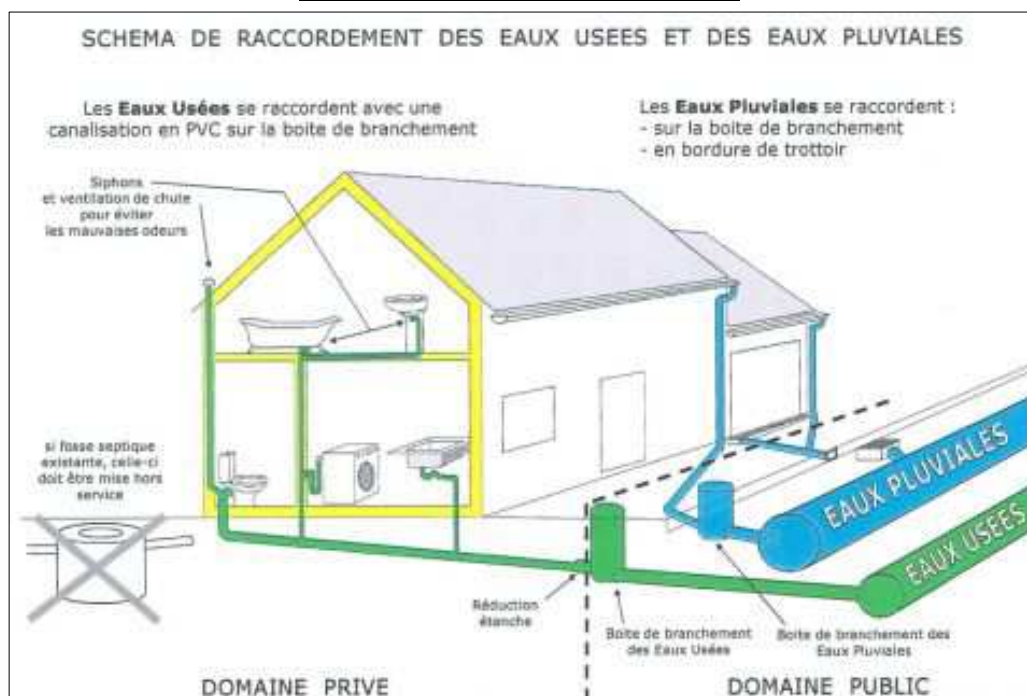 SCHEMA DE RACCORDEMENT DES EAUX USEES ET DES EAUX PLUVIALES
Les Eaux Usées se raccordent avec une
canalisation en PVC sur la boite de branchement
Les Eaux Pluviales se raccordent :
- sur la boite de branchement
- en bordure de trottoir
Siphons
et ventilation de chute
pour éviter
les mauvaises odeurs
si fosse septique
existante, celle-ci
doit être mise hors
service
EAUX PLUVIALES
EAUX USEES
Réduction
étanche
Boite de branchement
des Eaux Usées
Boite de branchement des
Eaux Pluviales
DOMAINE PRIVE
DOMAINE PUBLIC